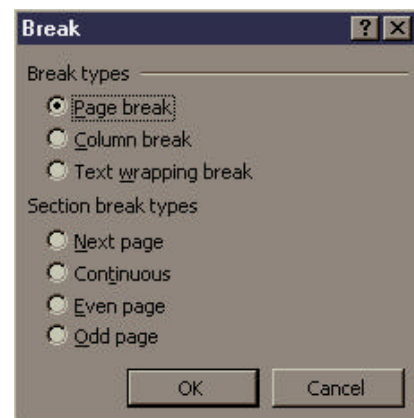 Break ? X
Break types
Page break
Column break
Text wrapping break
Section break types
Next page
Continuous
Even page
Odd page
OK Cancel